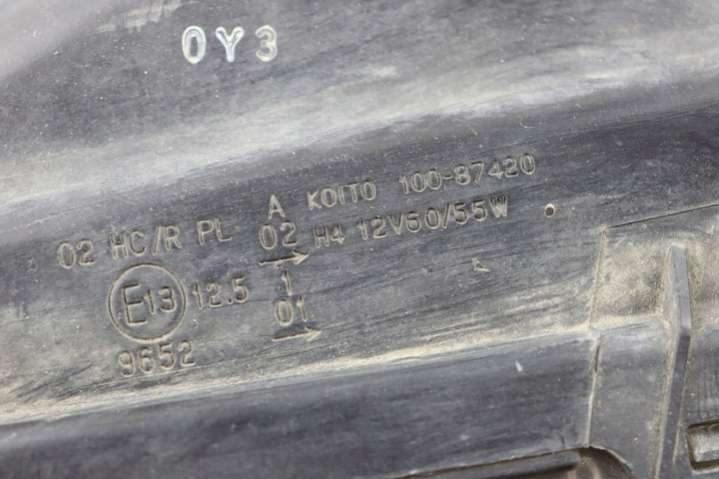 0Y3
A KOITO 100-87420
02 HC/R PL 02 H4 12V60/55W
→
E13 12.5 1
01
→
9652